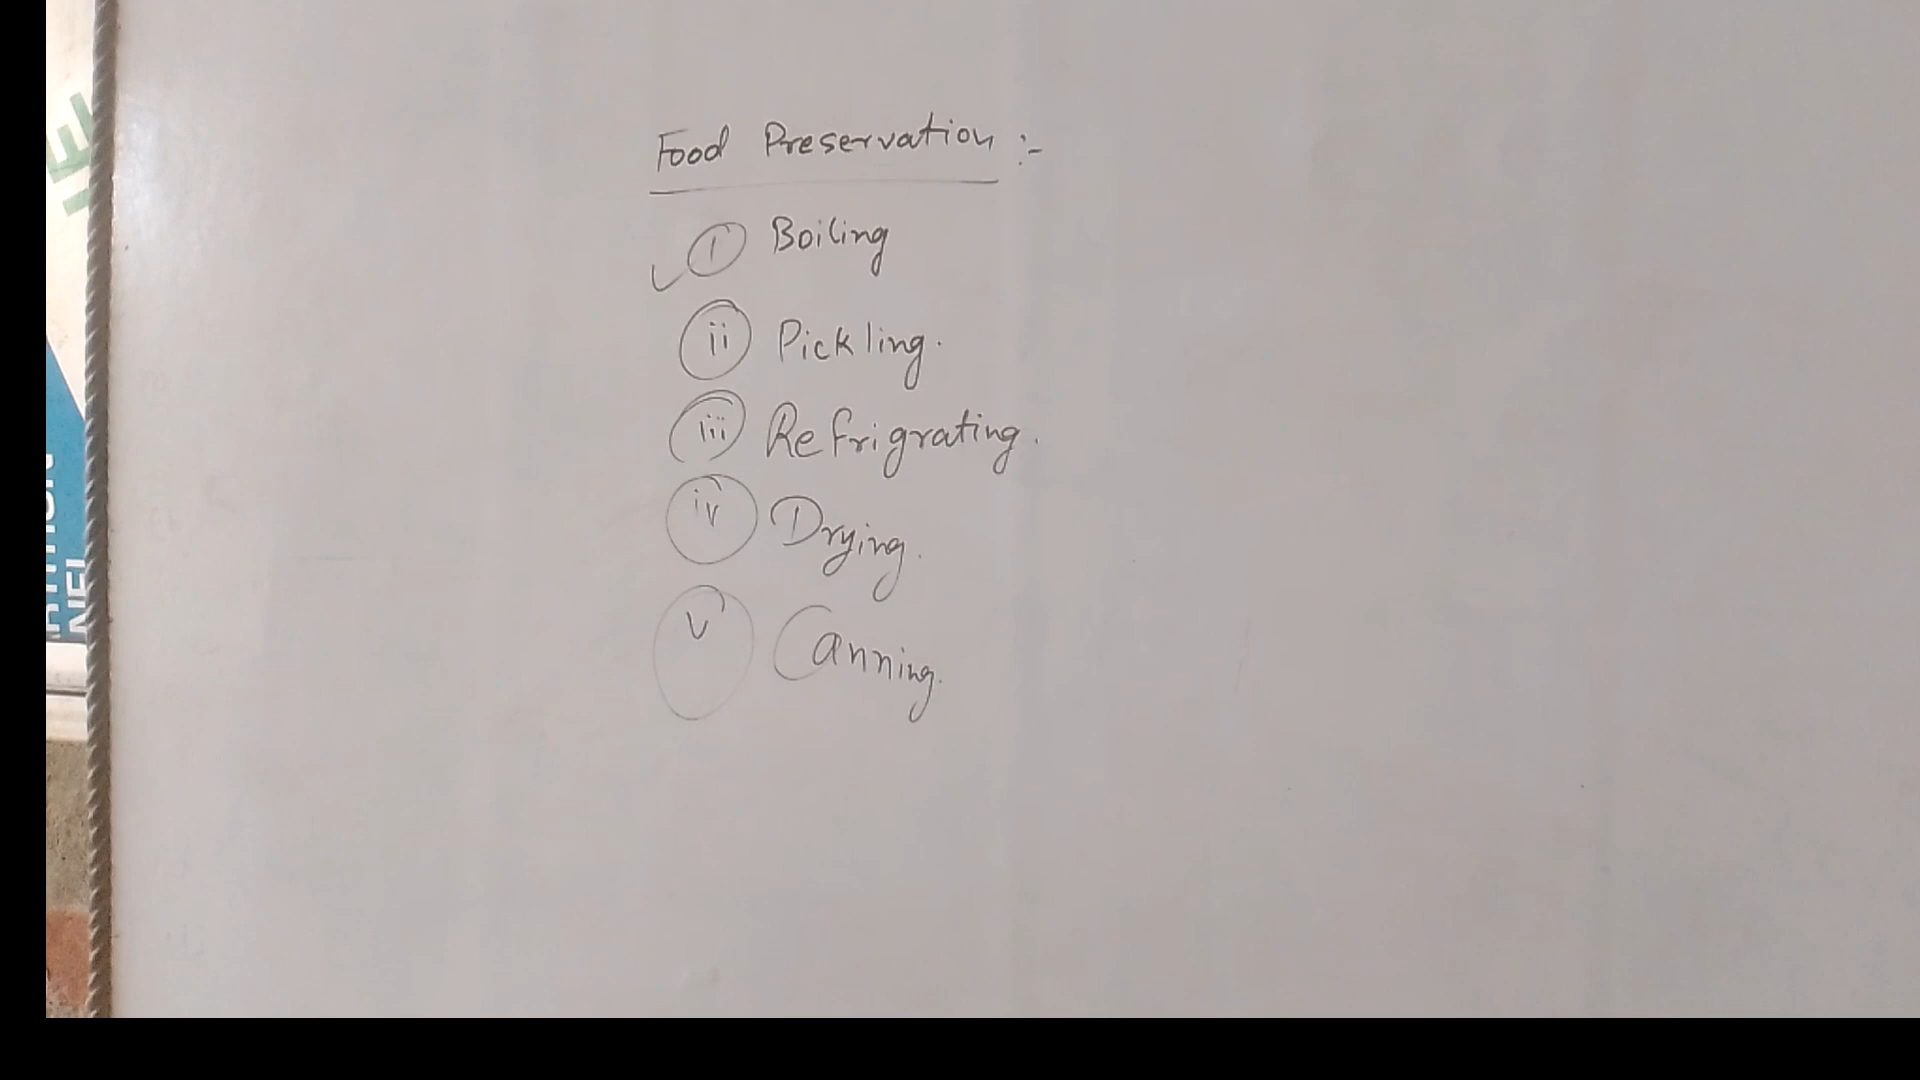 Food Preservation :-
i Boiling
ii Pickling.
iii Refrigrating.
iv Drying.
v Canning.